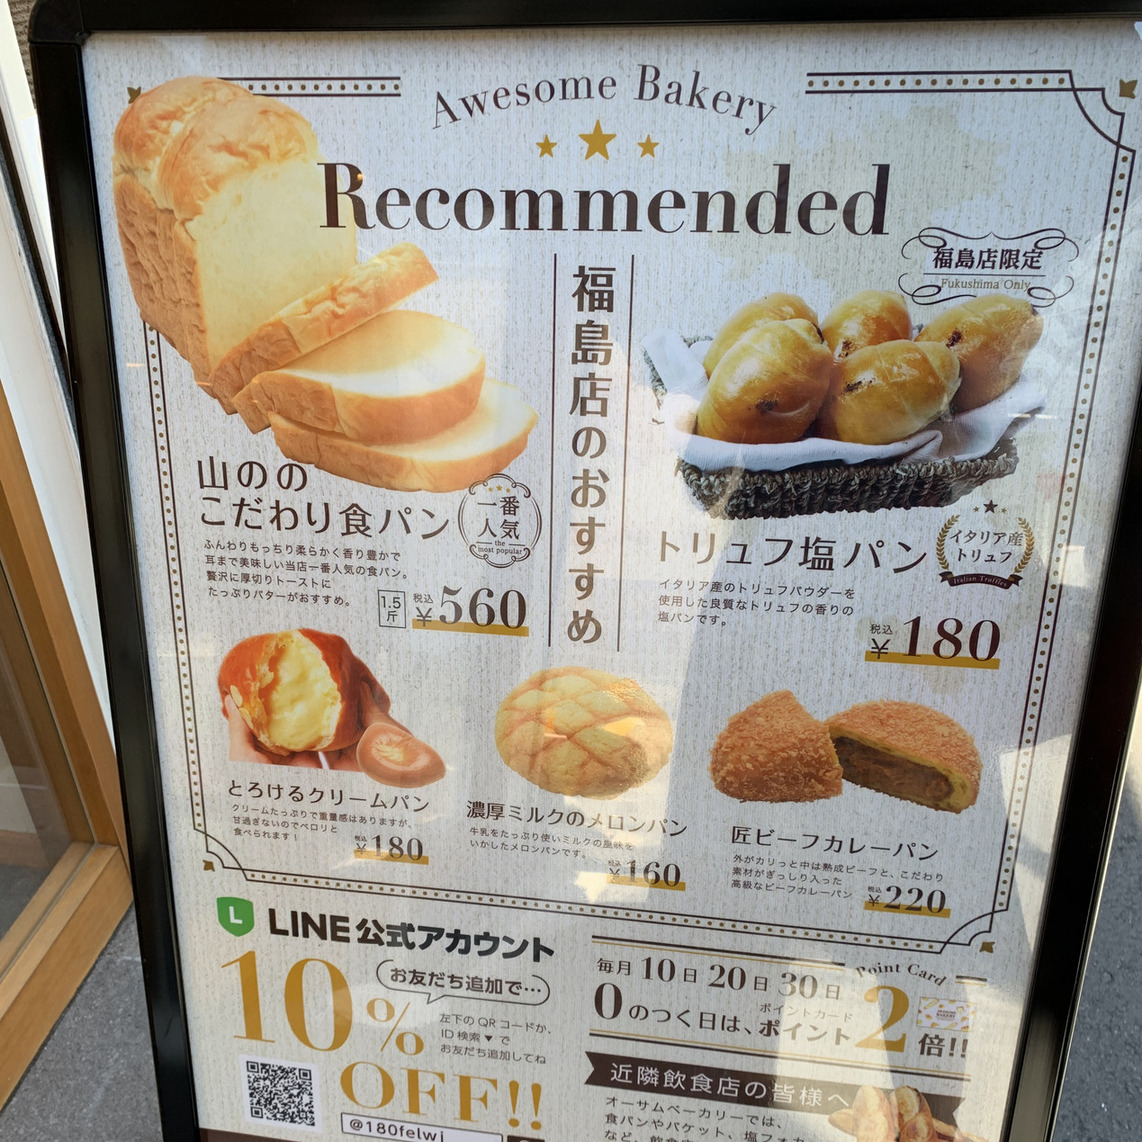 Awesome Bakery
Recommended
福島店のおすすめ
福島店限定
Fukushima Only
山のの
こだわり食パン
一番
人気
the
most popular
ふんわりもっちり柔らかく香り豊かで
耳まで美味しい当店一番人気の食パン。
贅沢に厚切りトーストに
たっぷりバターがおすすめ。
1.5
斤
税込
¥560
トリュフ塩パン
イタリア産
トリュフ
Italian Truffles
イタリア産のトリュフパウダーを
使用した良質なトリュフの香りの
塩パンです。
税込
¥180
とろけるクリームパン
クリームたっぷりで重量感はありますが、
甘過ぎないのでペロリと
食べられます！
税込
¥180
濃厚ミルクのメロンパン
牛乳をたっぷり使いミルクの風味を
いかしたメロンパンです。
税込
¥160
匠ビーフカレーパン
外がカリっと中は熟成ビーフと、こだわり
素材がぎっしり入った
高級なビーフカレーパン
税込
¥220
L
LINE公式アカウント
お友だち追加で…
10%
OFF!!
左下のQRコードか、
ID検索▼で
お友だち追加してね
@180felwj
毎月10日20日30日
0のつく日は、
Point Card
ポイントカード
ポイント2倍!!
近隣飲食店の皆様へ
オーサムベーカリーでは、
食パンやバケット、塩フォカ
など、飲食